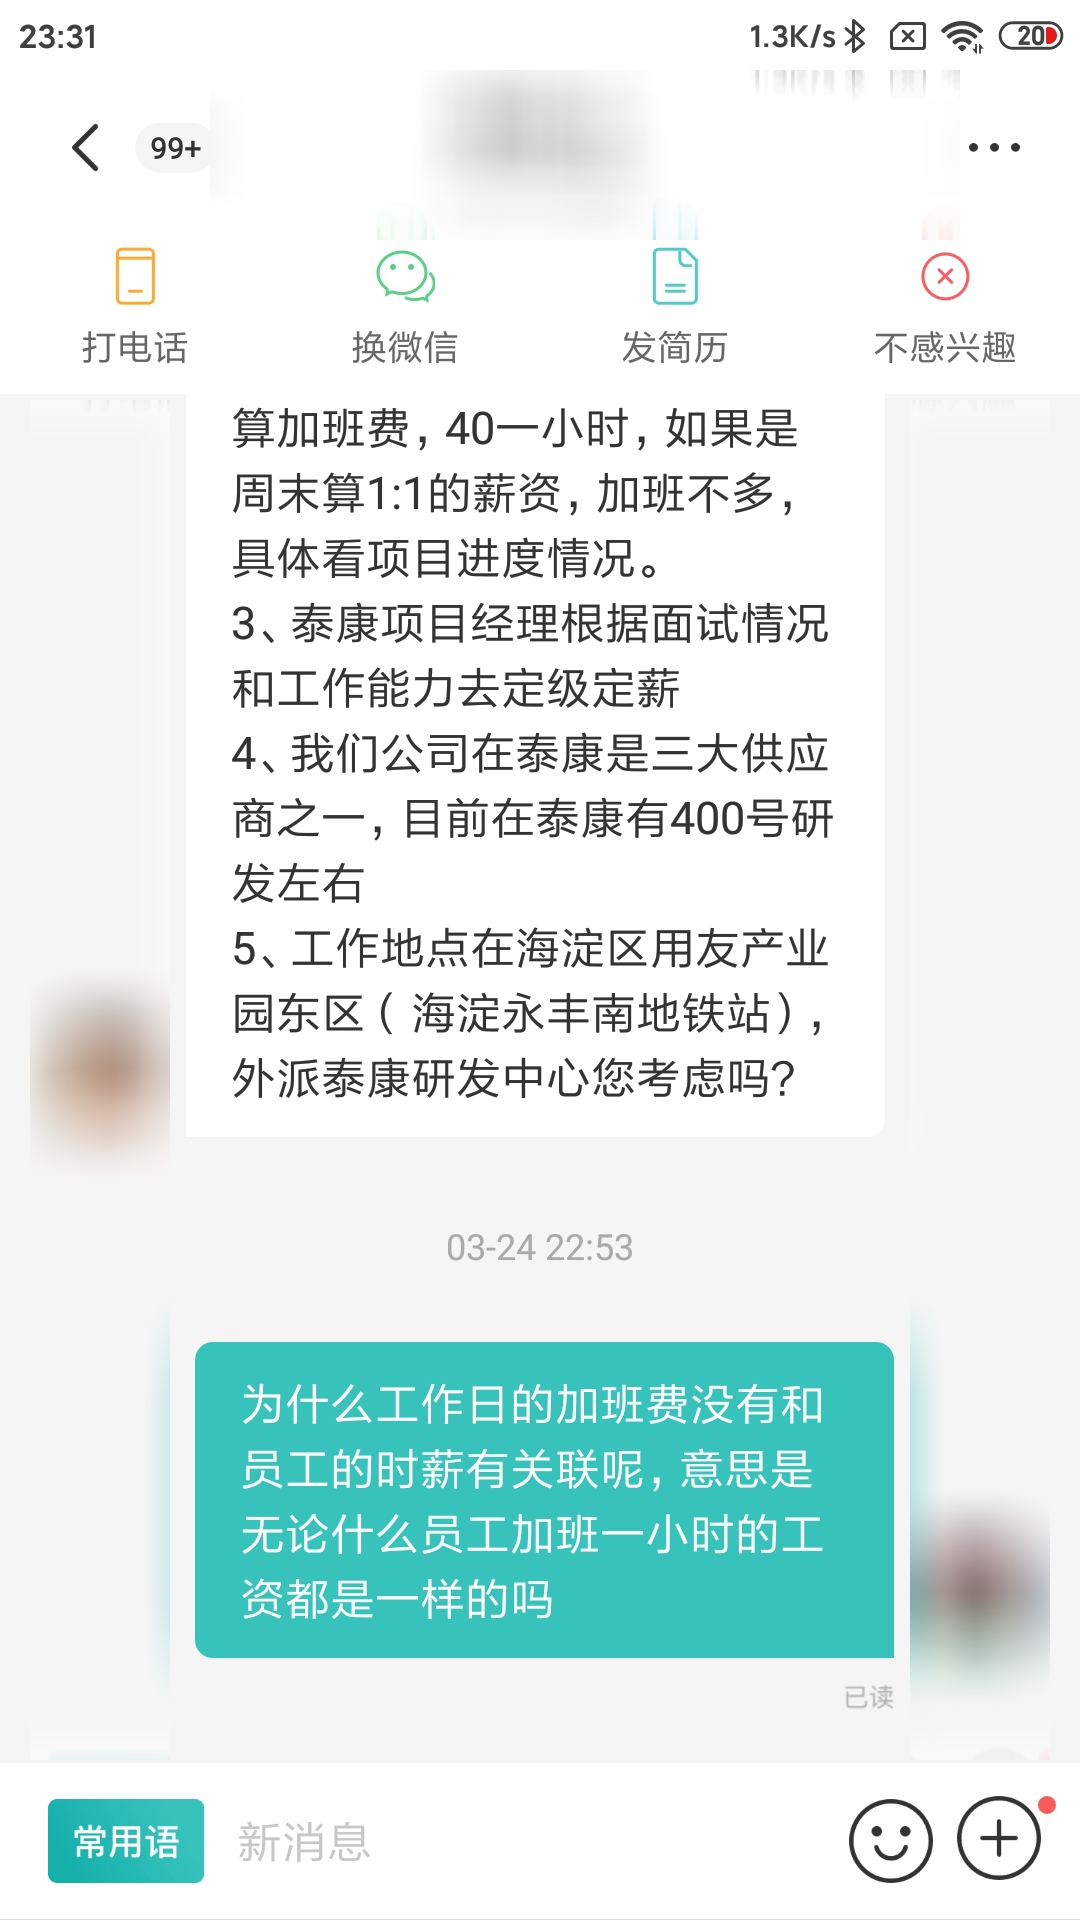 23:31 1.3K/s 20
99+
打电话 换微信 发简历 不感兴趣
算加班费，40一小时，如果是
周末算1:1的薪资，加班不多，
具体看项目进度情况。
3、泰康项目经理根据面试情况
和工作能力去定级定薪
4、我们公司在泰康是三大供应
商之一，目前在泰康有400号研
发左右
5、工作地点在海淀区用友产业
园东区（ 海淀永丰南地铁站），
外派泰康研发中心您考虑吗?
03-24 22:53
为什么工作日的加班费没有和
员工的时薪有关联呢，意思是
无论什么员工加班一小时的工
资都是一样的吗
已读
常用语 新消息